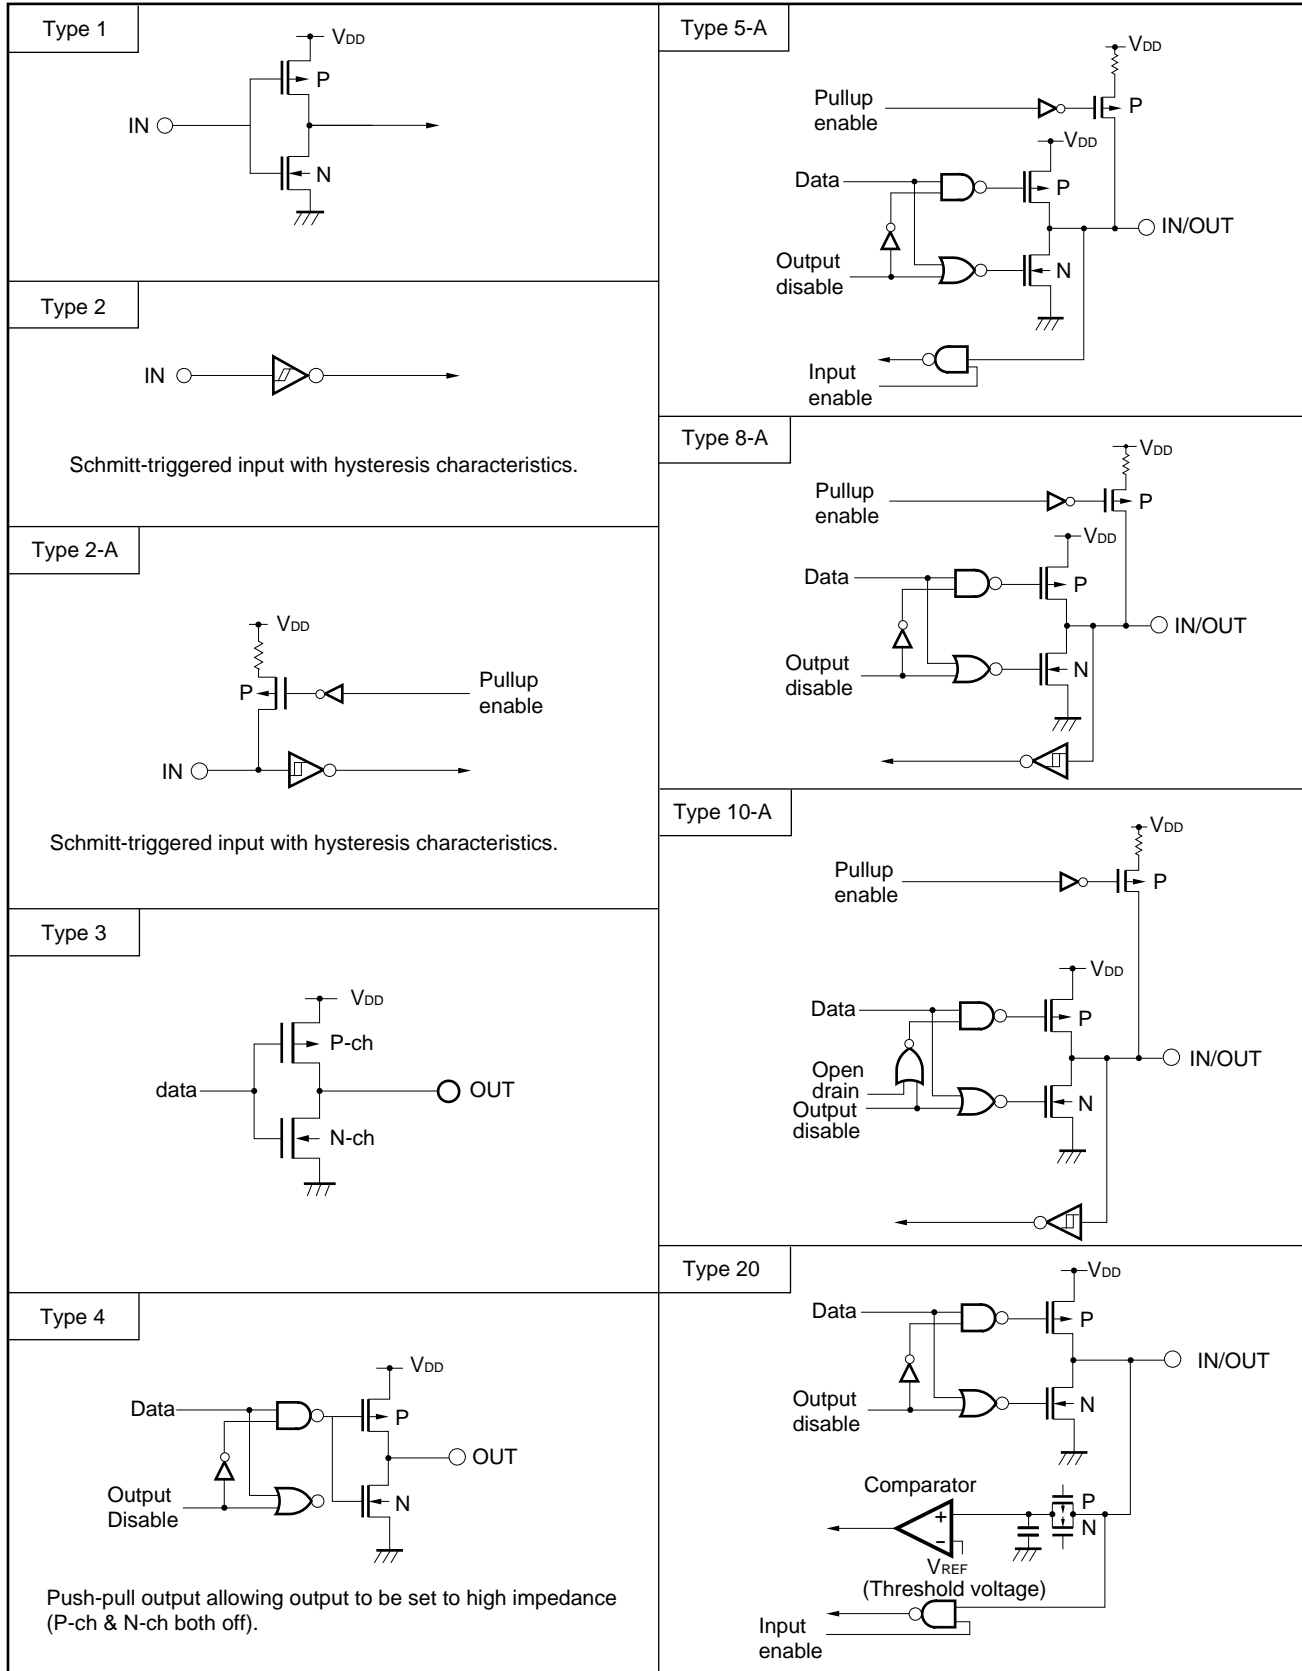 Type 1
VDD
P
IN
N
Type 2
IN
Schmitt-triggered input with hysteresis characteristics.
Type 2-A
VDD
P
Pullup
enable
IN
Schmitt-triggered input with hysteresis characteristics.
Type 3
VDD
P-ch
data
OUT
N-ch
Type 4
VDD
Data
P
OUT
Output
Disable
N
Push-pull output allowing output to be set to high impedance
(P-ch & N-ch both off).
Type 5-A
VDD
Pullup
enable
P
VDD
Data
P
IN/OUT
Output
disable
N
Input
enable
Type 8-A
VDD
Pullup
enable
P
VDD
Data
P
IN/OUT
Output
disable
N
Type 10-A
VDD
Pullup
enable
P
VDD
Data
P
IN/OUT
Open
drain
Output
disable
N
Type 20
VDD
Data
P
IN/OUT
Output
disable
N
Comparator
P
N
+
−
VREF
(Threshold voltage)
Input
enable